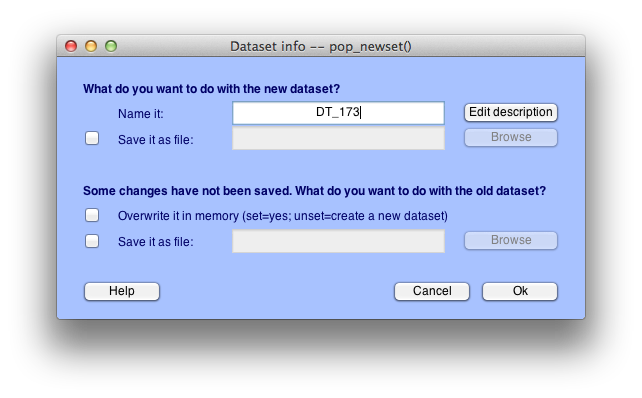 Dataset info -- pop_newset()
What do you want to do with the new dataset?
Name it: DT_173 Edit description
Save it as file: Browse
Some changes have not been saved. What do you want to do with the old dataset?
Overwrite it in memory (set=yes; unset=create a new dataset)
Save it as file: Browse
Help Cancel Ok